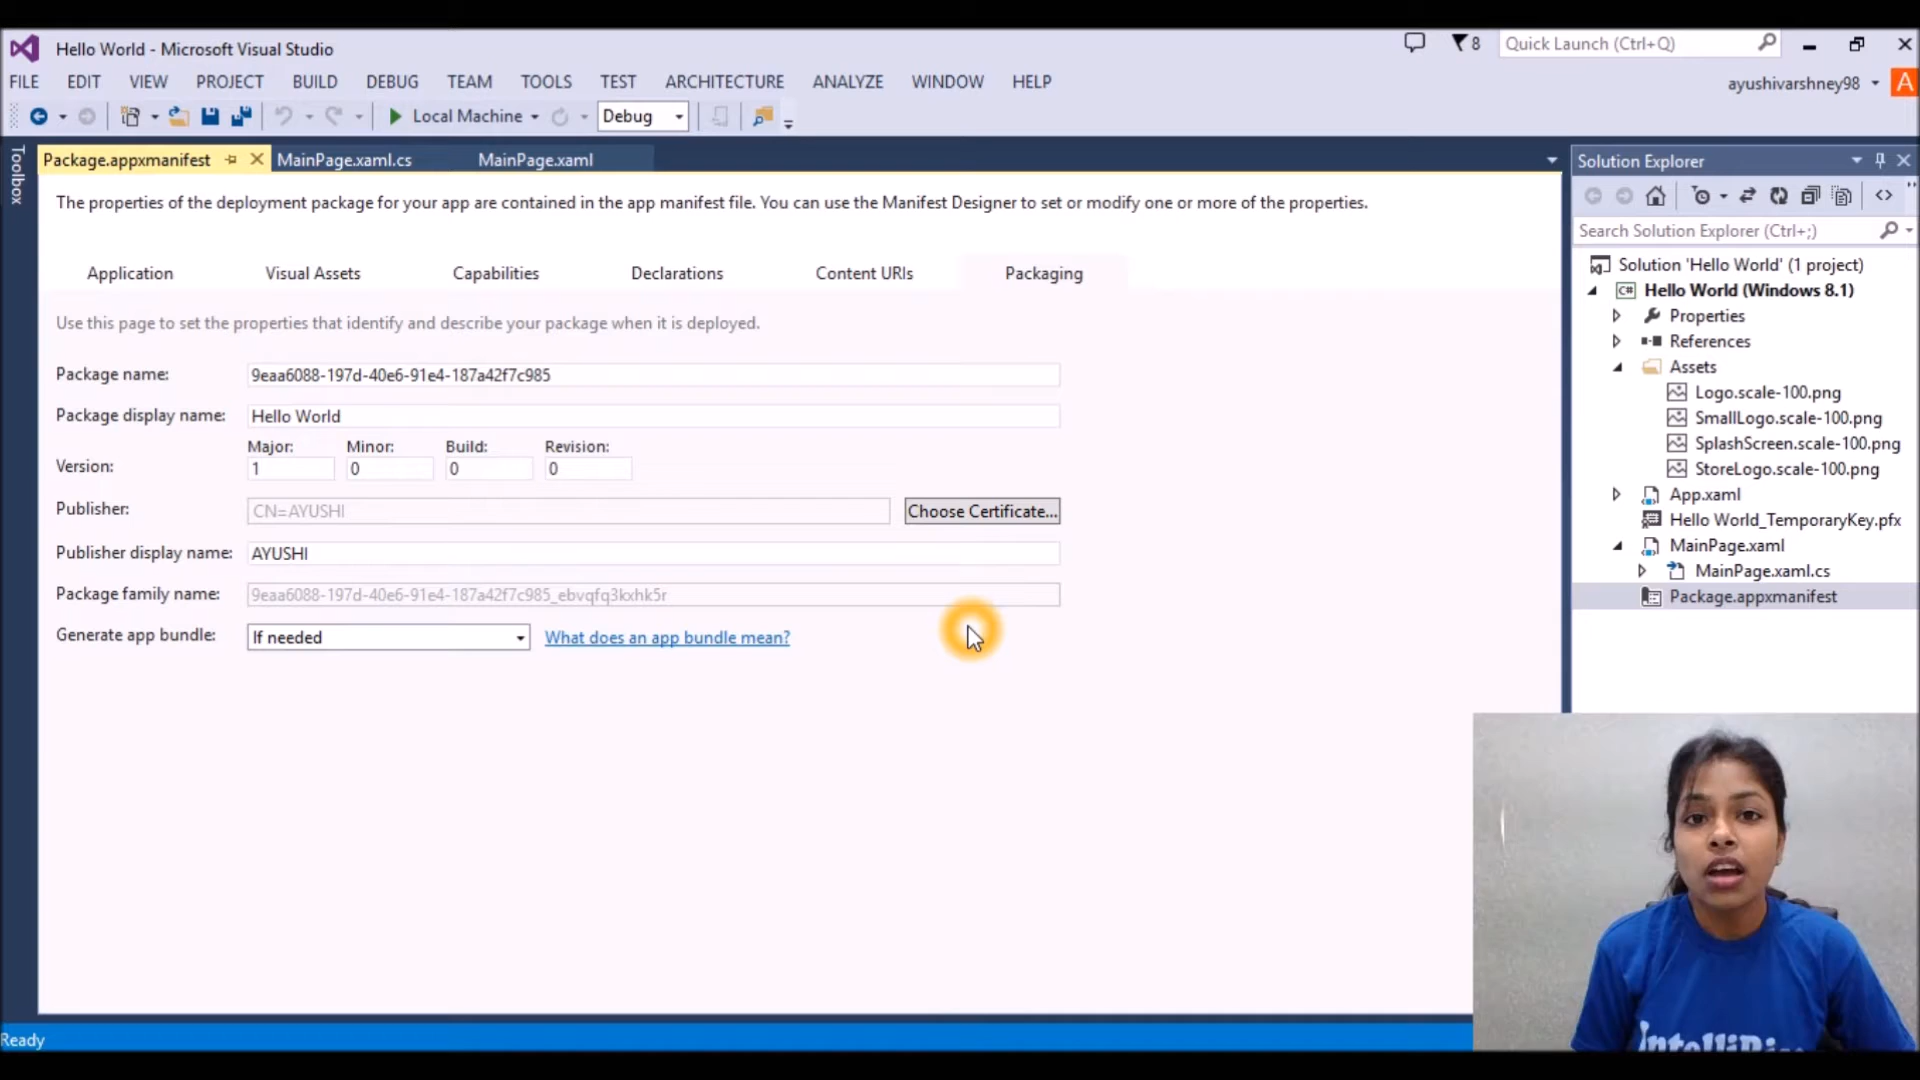 Hello World - Microsoft Visual Studio
8
Quick Launch (Ctrl+Q)
FILE EDIT VIEW PROJECT BUILD DEBUG TEAM TOOLS TEST ARCHITECTURE ANALYZE WINDOW HELP
ayushivarshney98
A
Local Machine
Debug
Toolbox
Package.appxmanifest
MainPage.xaml.cs
MainPage.xaml
The properties of the deployment package for your app are contained in the app manifest file. You can use the Manifest Designer to set or modify one or more of the properties.
Application Visual Assets Capabilities Declarations Content URIs Packaging
Use this page to set the properties that identify and describe your package when it is deployed.
Package name: 9eaa6088-197d-40e6-91e4-187a42f7c985
Package display name: Hello World
Major: Minor: Build: Revision:
Version: 1 0 0 0
Publisher: CN=AYUSHI Choose Certificate...
Publisher display name: AYUSHI
Package family name: 9eaa6088-197d-40e6-91e4-187a42f7c985_ebvqfq3kxhk5r
Generate app bundle: If needed What does an app bundle mean?
Solution Explorer
Search Solution Explorer (Ctrl+;)
Solution 'Hello World' (1 project)
C# Hello World (Windows 8.1)
Properties
References
Assets
Logo.scale-100.png
SmallLogo.scale-100.png
SplashScreen.scale-100.png
StoreLogo.scale-100.png
App.xaml
Hello World_TemporaryKey.pfx
MainPage.xaml
MainPage.xaml.cs
Package.appxmanifest
Ready